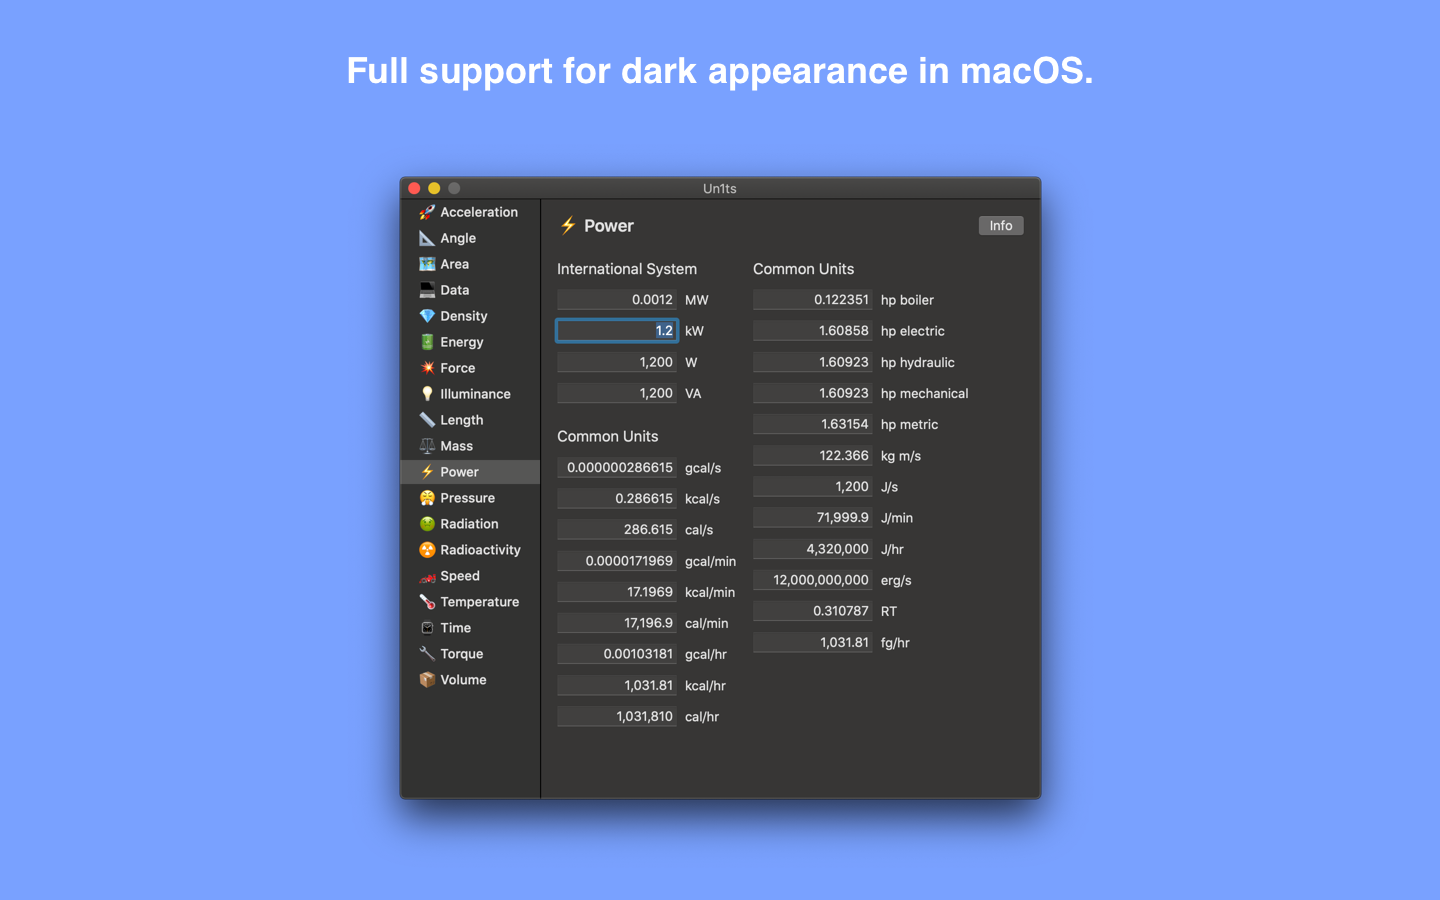 Full support for dark appearance in macOS.
Un1ts
Acceleration
Angle
Area
Data
Density
Energy
Force
Illuminance
Length
Mass
Power
Pressure
Radiation
Radioactivity
Speed
Temperature
Time
Torque
Volume
Power
Info
International System
0.0012 MW
1.2 kW
1,200 W
1,200 VA
Common Units
0.000000286615 gcal/s
0.286615 kcal/s
286.615 cal/s
0.0000171969 gcal/min
17.1969 kcal/min
17,196.9 cal/min
0.00103181 gcal/hr
1,031.81 kcal/hr
1,031,810 cal/hr
Common Units
0.122351 hp boiler
1.60858 hp electric
1.60923 hp hydraulic
1.60923 hp mechanical
1.63154 hp metric
122.366 kg m/s
1,200 J/s
71,999.9 J/min
4,320,000 J/hr
12,000,000,000 erg/s
0.310787 RT
1,031.81 fg/hr